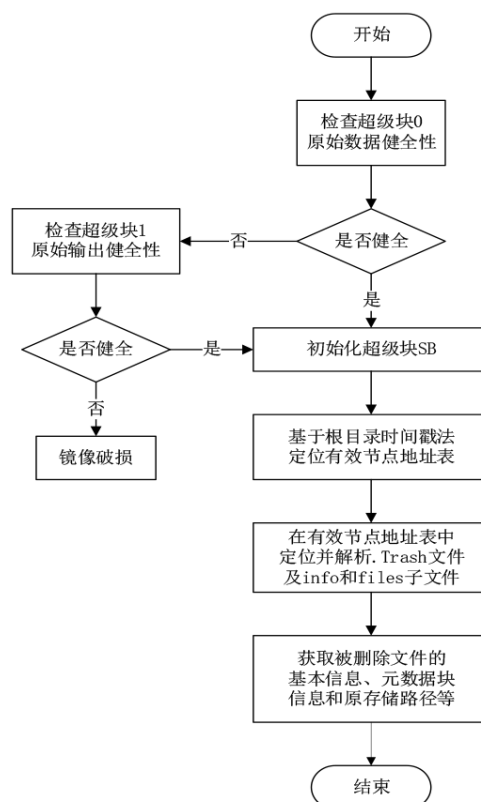 开始
检查超级块0
原始数据健全性
检查超级块1
原始输出健全性
否
是否健全
是
是否健全
是
初始化超级块SB
否
镜像破损
基于根目录时间戳法
定位有效节点地址表
在有效节点地址表中
定位并解析.Trash文件
及info和files子文件
获取被删除文件的
基本信息、元数据块
信息和原存储路径等
结束